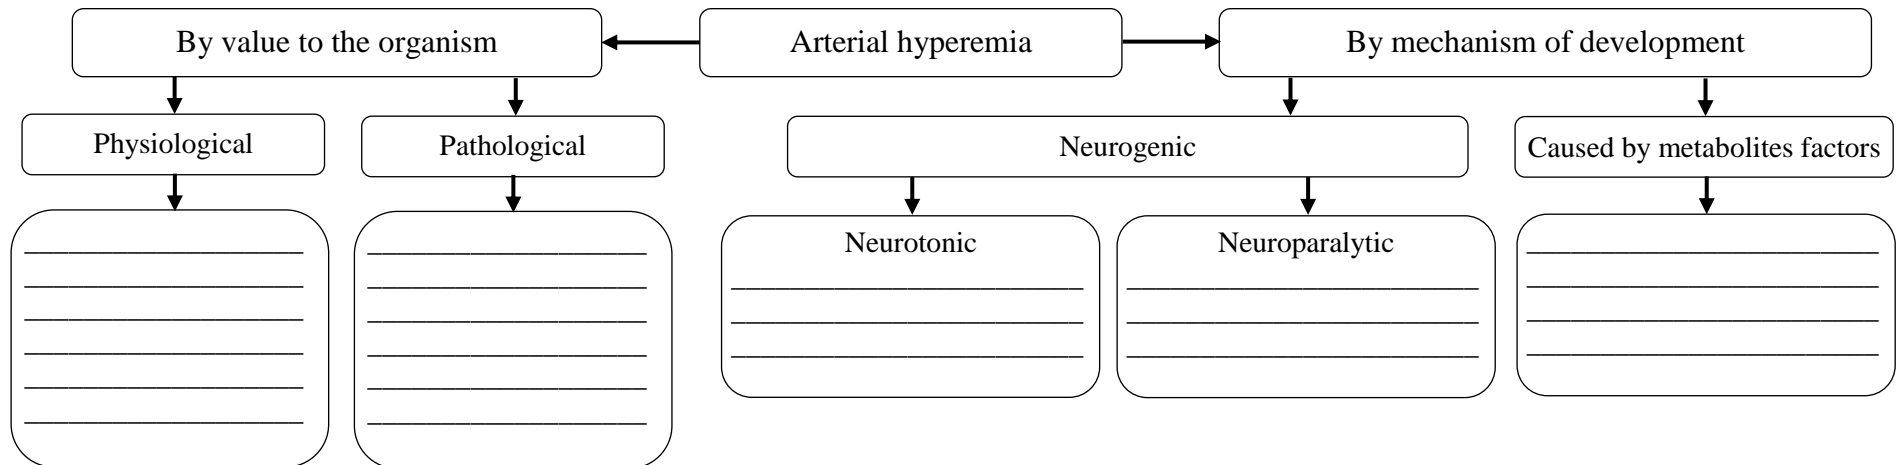 By value to the organism
Arterial hyperemia
By mechanism of development
Physiological
Pathological
Neurogenic
Caused by metabolites factors
Neurotonic
Neuroparalytic